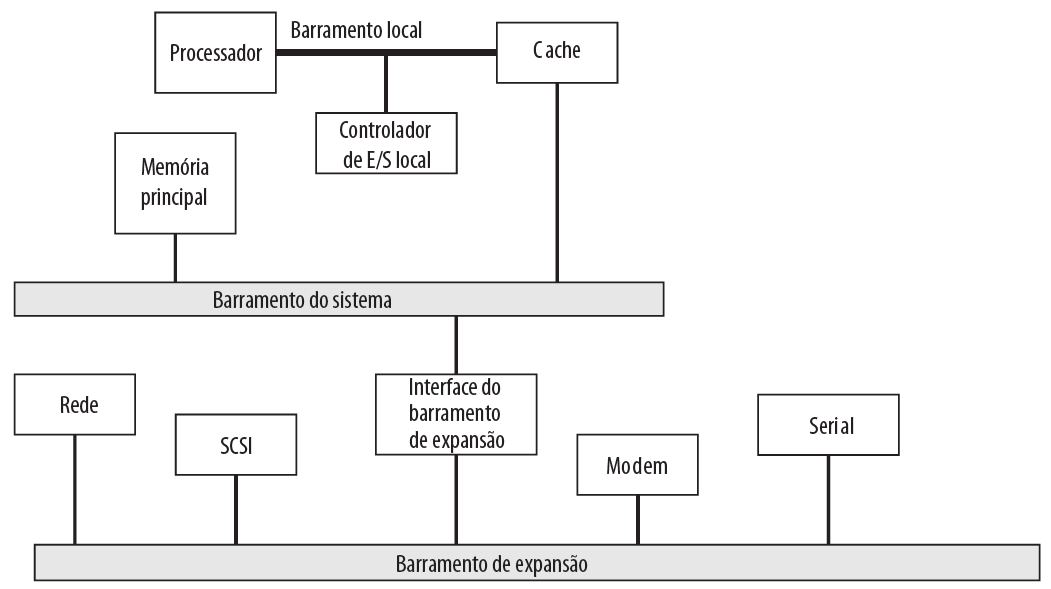 Barramento local
Processador
Cache
Controlador
de E/S local
Memória
principal
Barramento do sistema
Rede
SCSI
Interface do
barramento
de expansão
Modem
Serial
Barramento de expansão